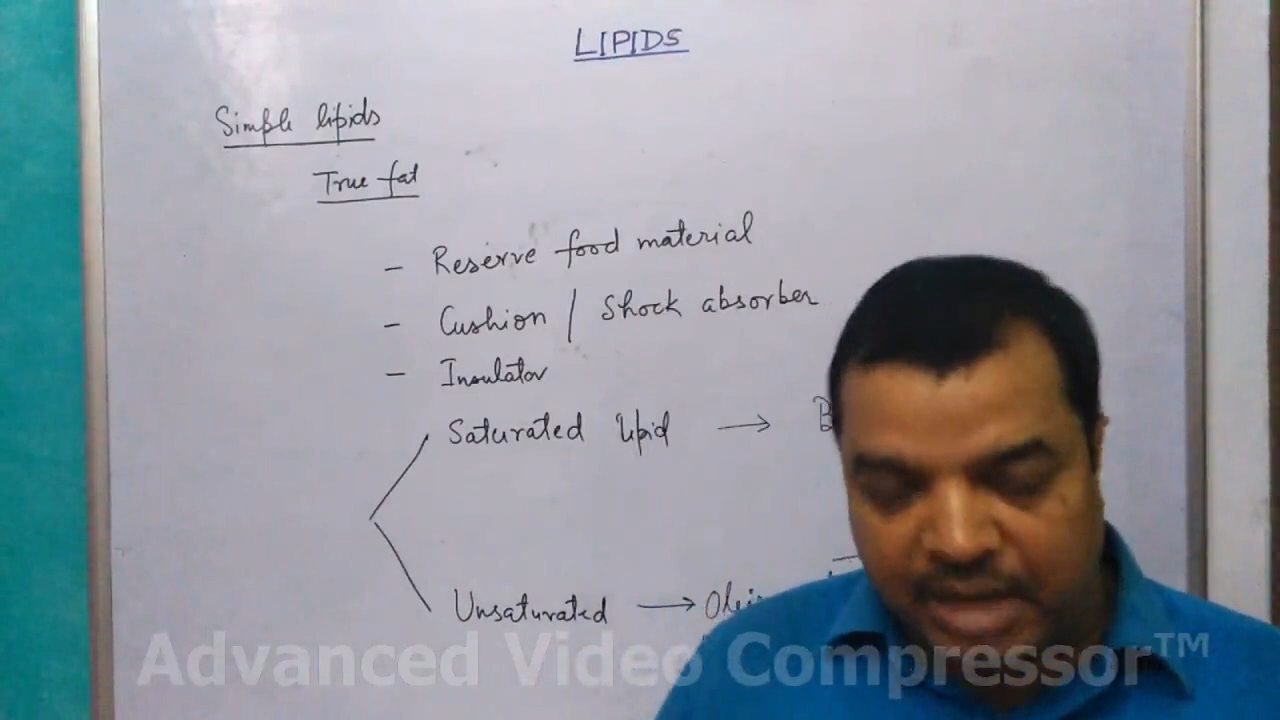 LIPIDS
Simple lipids
True fat
- Reserve food material
- Cushion / Shock absorber
- Insulator
Saturated lipid →
Unsaturated →
Advanced Video Compressor™